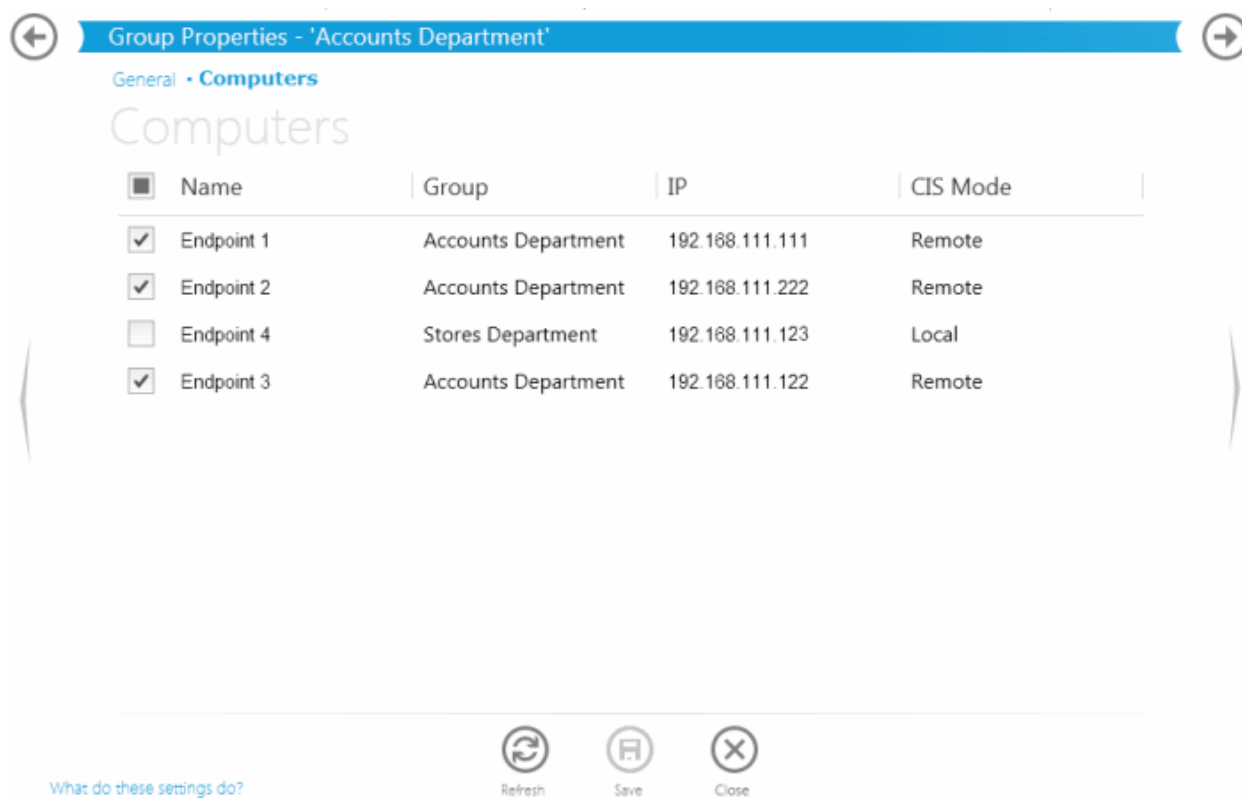 Group Properties - 'Accounts Department'
General • Computers
Computers
Name Group IP CIS Mode
Endpoint 1 Accounts Department 192.168.111.111 Remote
Endpoint 2 Accounts Department 192.168.111.222 Remote
Endpoint 4 Stores Department 192.168.111.123 Local
Endpoint 3 Accounts Department 192.168.111.122 Remote
Refresh Save Close
What do these settings do?